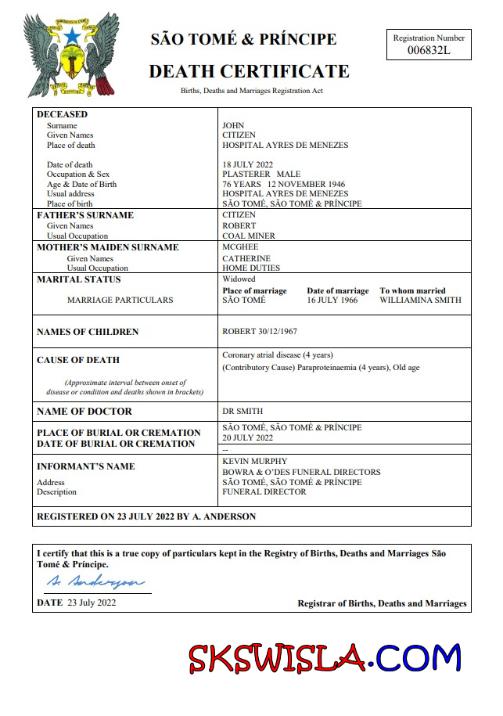 SÃO TOMÉ & PRÍNCIPE
DEATH CERTIFICATE
Births, Deaths and Marriages Registration Act
Registration Number
006832L
DECEASED
Surname JOHN
Given Names CITIZEN
Place of death HOSPITAL AYRES DE MENEZES
Date of death 18 JULY 2022
Occupation & Sex PLASTERER MALE
Age & Date of Birth 76 YEARS 12 NOVEMBER 1946
Usual address HOSPITAL AYRES DE MENEZES
Place of birth SÃO TOMÉ, SÃO TOMÉ & PRÍNCIPE
FATHER'S SURNAME CITIZEN
Given Names ROBERT
Usual Occupation COAL MINER
MOTHER'S MAIDEN SURNAME MCGHEE
Given Names CATHERINE
Usual Occupation HOME DUTIES
MARITAL STATUS Widowed
Place of marriage Date of marriage To whom married
MARRIAGE PARTICULARS SÃO TOMÉ 16 JULY 1966 WILLIAMINA SMITH
NAMES OF CHILDREN ROBERT 30/12/1967
CAUSE OF DEATH Coronary atrial disease (4 years)
(Contributory Cause) Paraproteinaemia (4 years), Old age
(Approximate interval between onset of
disease or condition and deaths shown in brackets)
NAME OF DOCTOR DR SMITH
PLACE OF BURIAL OR CREMATION SÃO TOMÉ, SÃO TOMÉ & PRÍNCIPE
DATE OF BURIAL OR CREMATION 20 JULY 2022
--
INFORMANT'S NAME KEVIN MURPHY
BOWRA & O'DES FUNERAL DIRECTORS
Address SÃO TOMÉ, SÃO TOMÉ & PRÍNCIPE
Description FUNERAL DIRECTOR
REGISTERED ON 23 JULY 2022 BY A. ANDERSON
I certify that this is a true copy of particulars kept in the Registry of Births, Deaths and Marriages São
Tomé & Príncipe.
A. Anderson
DATE 23 July 2022 Registrar of Births, Deaths and Marriages
SKSWISLA.COM